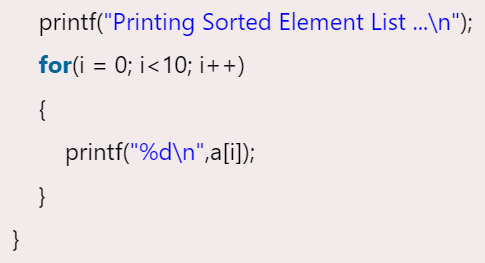 printf("Printing Sorted Element List ...\n");
for(i = 0; i<10; i++)
{
printf("%d\n",a[i]);
}
}